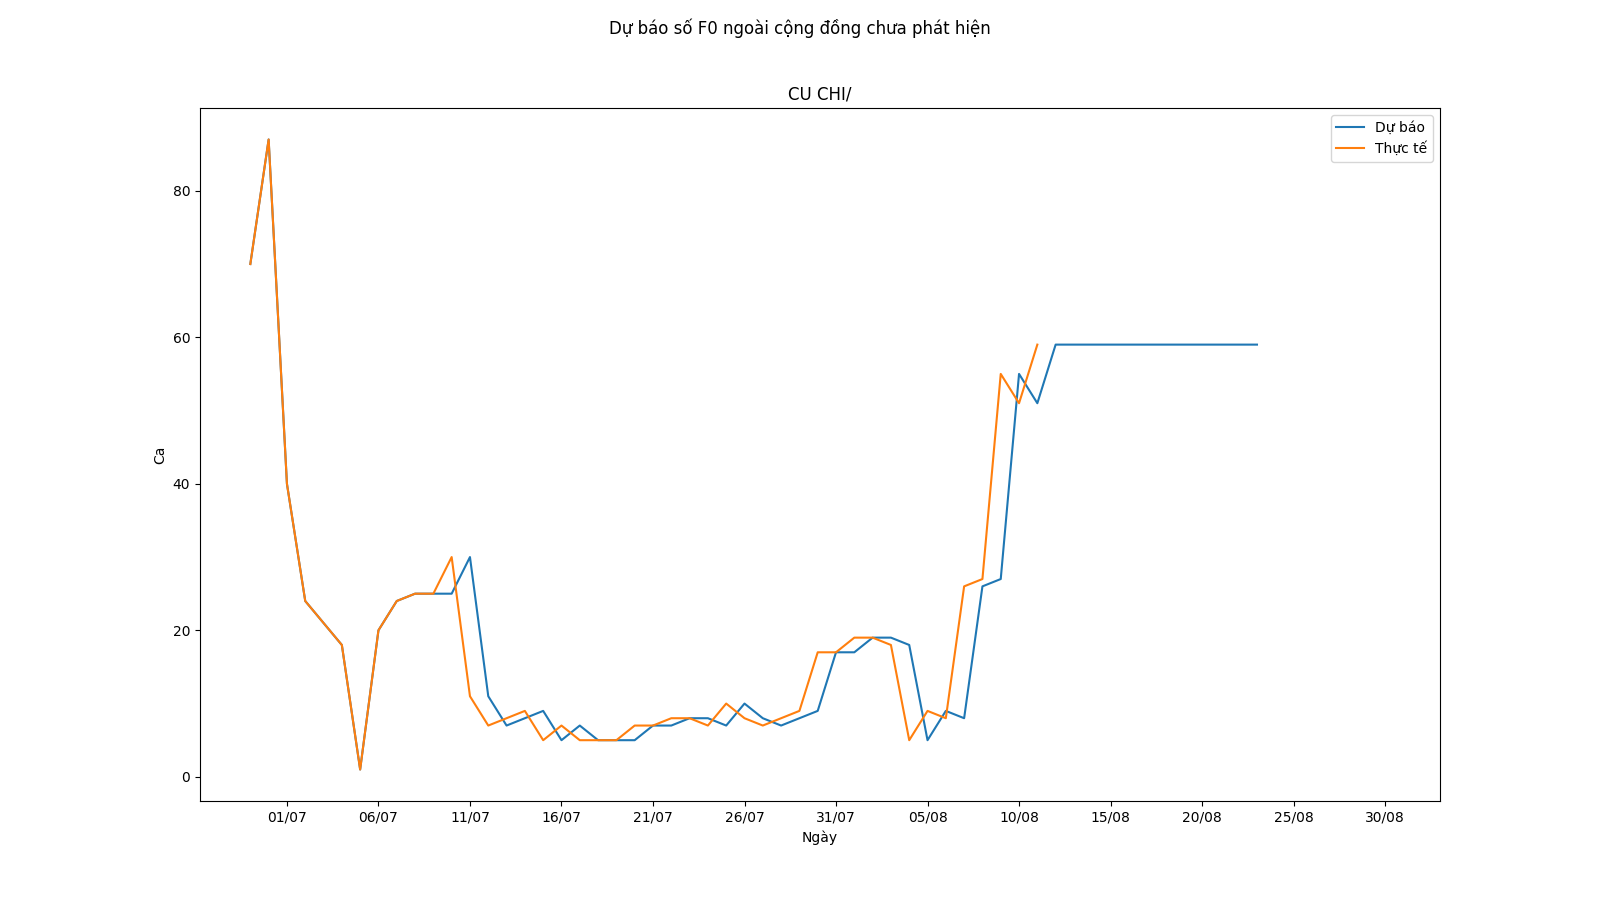 Dự báo số F0 ngoài cộng đồng chưa phát hiện
CU CHI/
Dự báo
Thực tế
80
60
40
20
0
Ca
01/07 06/07 11/07 16/07 21/07 26/07 31/07 05/08 10/08 15/08 20/08 25/08 30/08
Ngày